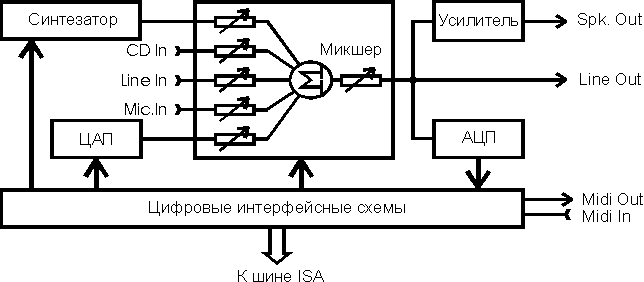 Синтезатор
Усилитель
Spk. Out
CD In
Микшер
Line In
Line Out
Mic.In
ЦАП
АЦП
Цифровые интерфейсные схемы
Midi Out
Midi In
К шине ISA